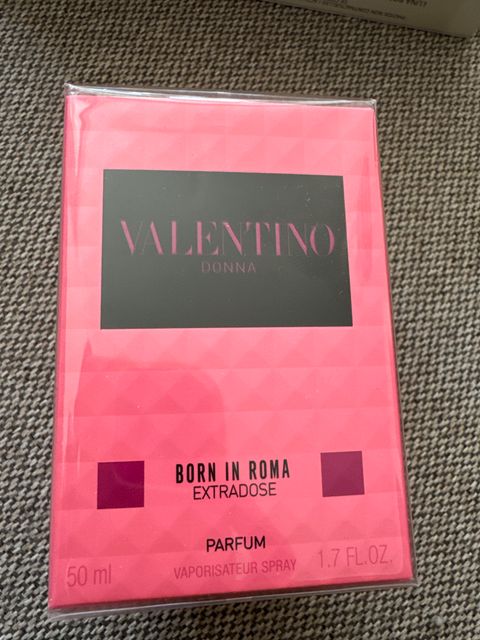 VALENTINO
DONNA
BORN IN ROMA
EXTRADOSE
PARFUM
50 ml VAPORISATEUR SPRAY 1.7 FL.OZ.